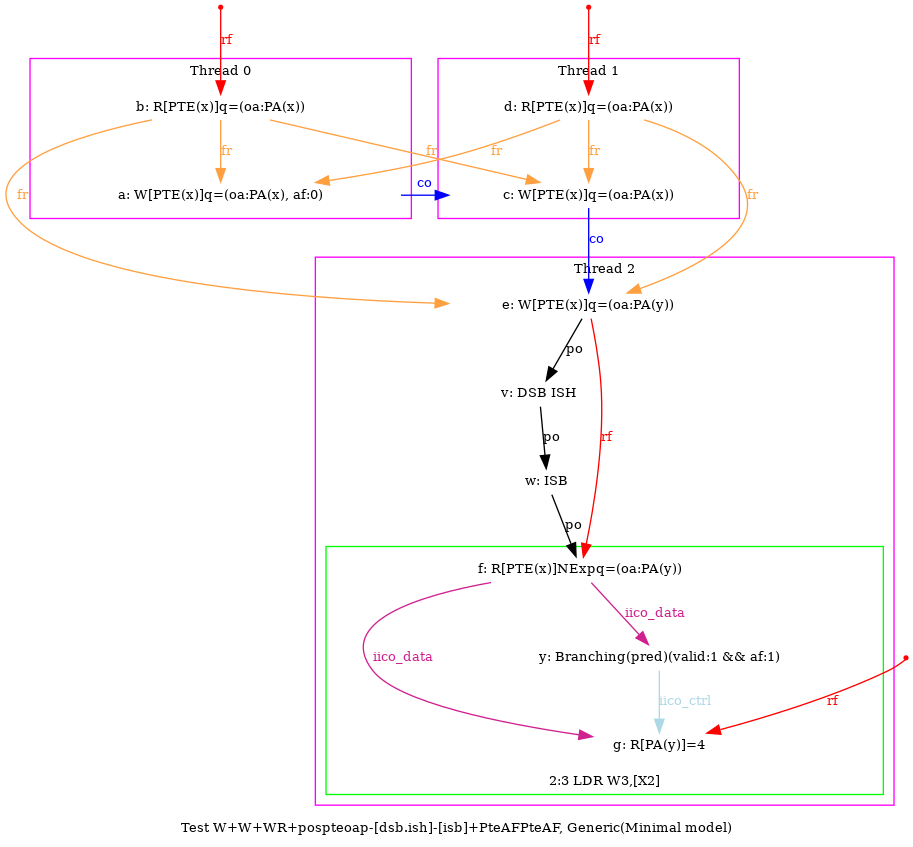 rf
rf
Thread 0
Thread 1
b: R[PTE(x)]q=(oa:PA(x))
d: R[PTE(x)]q=(oa:PA(x))
fr
fr
fr
fr
co
fr
fr
a: W[PTE(x)]q=(oa:PA(x), af:0)
c: W[PTE(x)]q=(oa:PA(x))
co
Thread 2
e: W[PTE(x)]q=(oa:PA(y))
po
v: DSB ISH
po
rf
w: ISB
po
f: R[PTE(x)]NExpq=(oa:PA(y))
iico_data
iico_data
y: Branching(pred)(valid:1 && af:1)
iico_ctrl
rf
g: R[PA(y)]=4
2:3 LDR W3,[X2]
Test W+W+WR+pospteoap-[dsb.ish]-[isb]+PteAFPteAF, Generic(Minimal model)